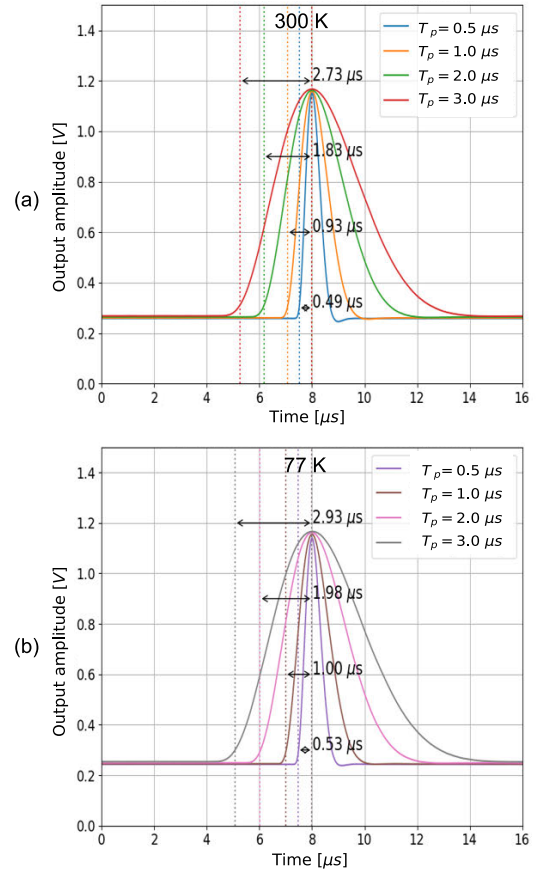 (a)
300 K
Output amplitude [V]
1.4
1.2
1.0
0.8
0.6
0.4
0.2
0.0
T_p = 0.5 μs
T_p = 1.0 μs
T_p = 2.0 μs
T_p = 3.0 μs
2.73 μs
1.83 μs
0.93 μs
0.49 μs
0 2 4 6 8 10 12 14 16
Time [μs]
(b)
77 K
Output amplitude [V]
1.4
1.2
1.0
0.8
0.6
0.4
0.2
0.0
T_p = 0.5 μs
T_p = 1.0 μs
T_p = 2.0 μs
T_p = 3.0 μs
2.93 μs
1.98 μs
1.00 μs
0.53 μs
0 2 4 6 8 10 12 14 16
Time [μs]